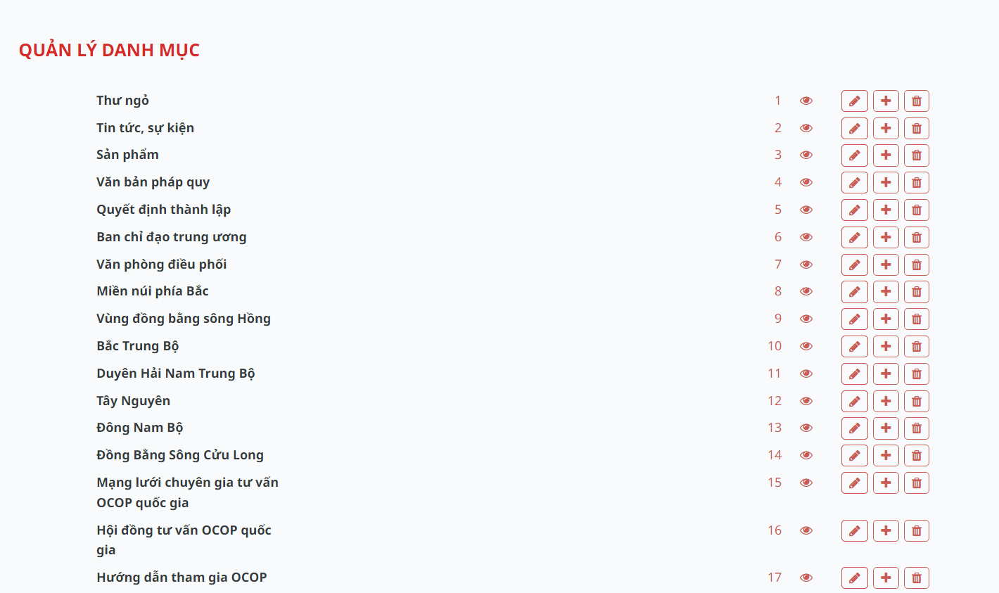 QUẢN LÝ DANH MỤC
Thư ngỏ 1
Tin tức, sự kiện 2
Sản phẩm 3
Văn bản pháp quy 4
Quyết định thành lập 5
Ban chỉ đạo trung ương 6
Văn phòng điều phối 7
Miền núi phía Bắc 8
Vùng đồng bằng sông Hồng 9
Bắc Trung Bộ 10
Duyên Hải Nam Trung Bộ 11
Tây Nguyên 12
Đông Nam Bộ 13
Đồng Bằng Sông Cửu Long 14
Mạng lưới chuyên gia tư vấn 15
OCOP quốc gia
Hội đồng tư vấn OCOP quốc 16
gia
Hướng dẫn tham gia OCOP 17